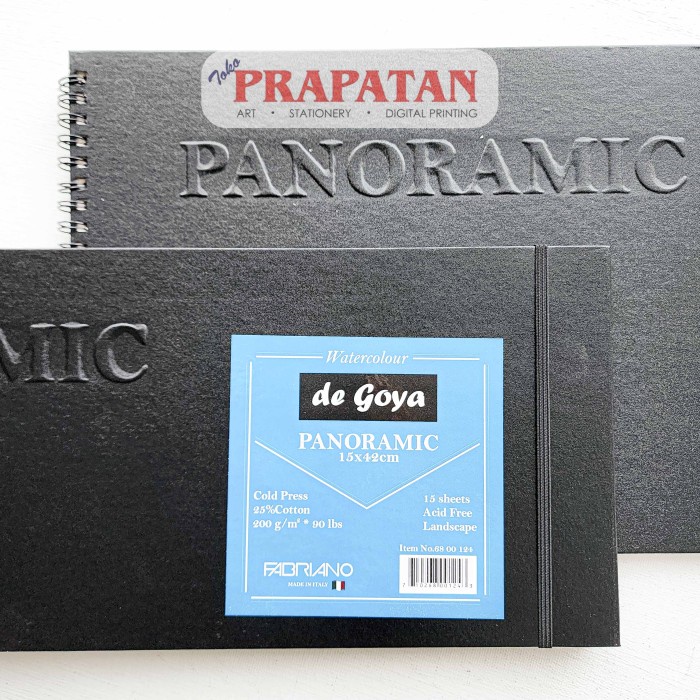 Toko
PRAPATAN
ART • STATIONERY • DIGITAL PRINTING
PANORAMIC
AMIC
Watercolour
de Goya
PANORAMIC
15x42cm
Cold Press
25%Cotton
200 g/m² * 90 lbs
15 sheets
Acid Free
Landscape
Item No.68 00 124
FABRIANO
MADE IN ITALY